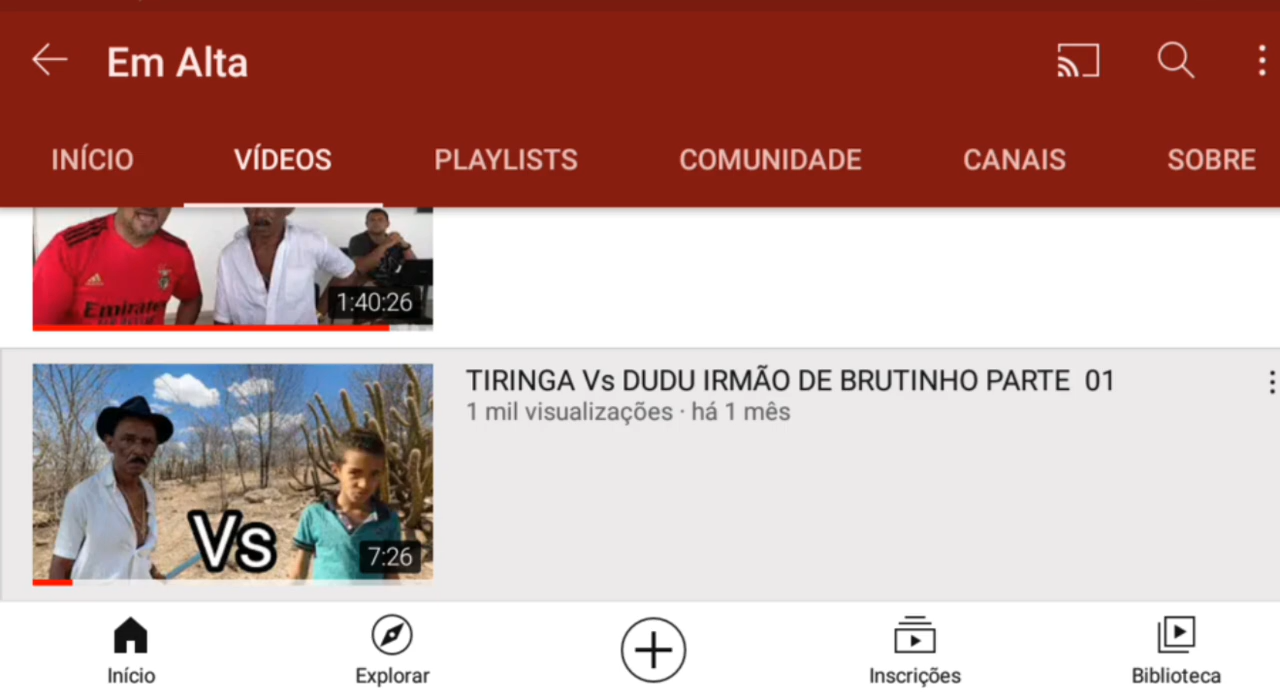 Em Alta
INÍCIO VÍDEOS PLAYLISTS COMUNIDADE CANAIS SOBRE
Emirates
1:40:26
TIRINGA Vs DUDU IRMÃO DE BRUTINHO PARTE 01
1 mil visualizações · há 1 mês
Vs
7:26
Início Explorar Inscrições Biblioteca